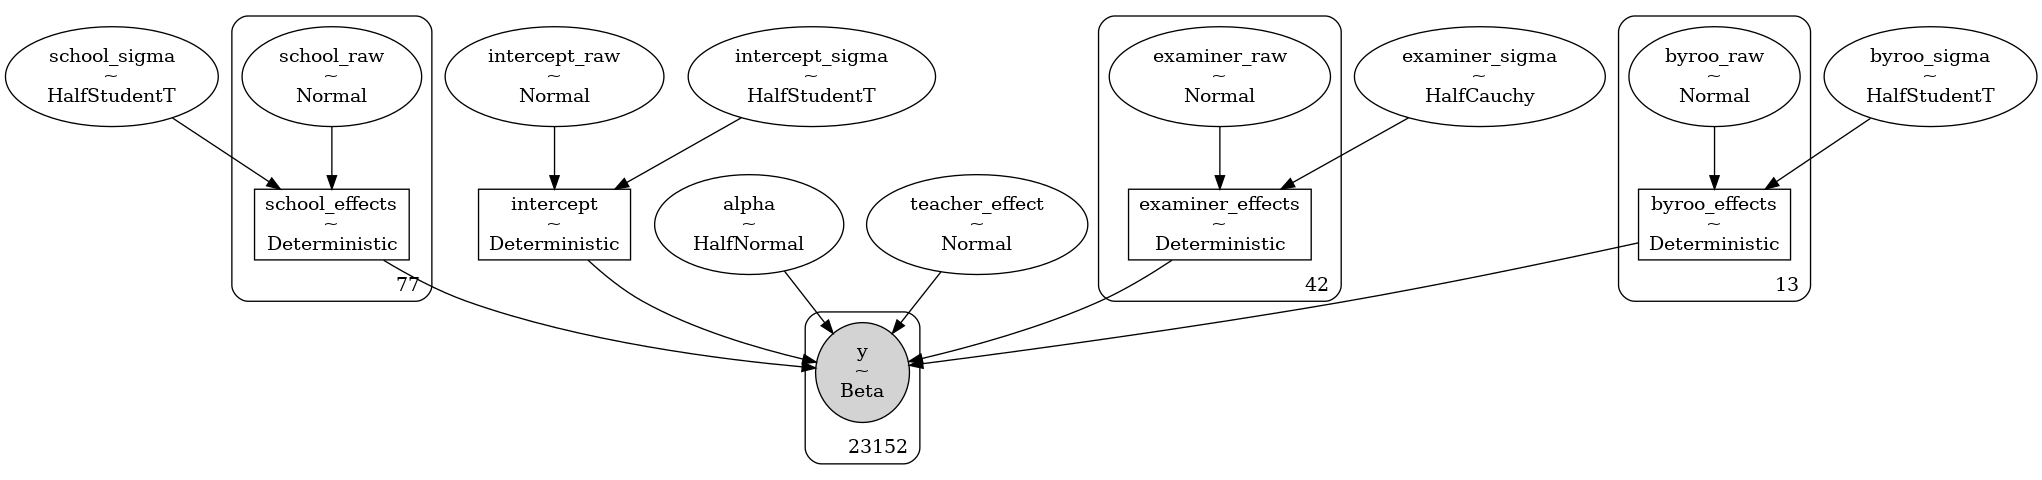 school_sigma
~
HalfStudentT
school_raw
~
Normal
intercept_raw
~
Normal
intercept_sigma
~
HalfStudentT
examiner_raw
~
Normal
examiner_sigma
~
HalfCauchy
byroo_raw
~
Normal
byroo_sigma
~
HalfStudentT
school_effects
~
Deterministic
77
intercept
~
Deterministic
alpha
~
HalfNormal
teacher_effect
~
Normal
examiner_effects
~
Deterministic
42
byroo_effects
~
Deterministic
13
y
~
Beta
23152